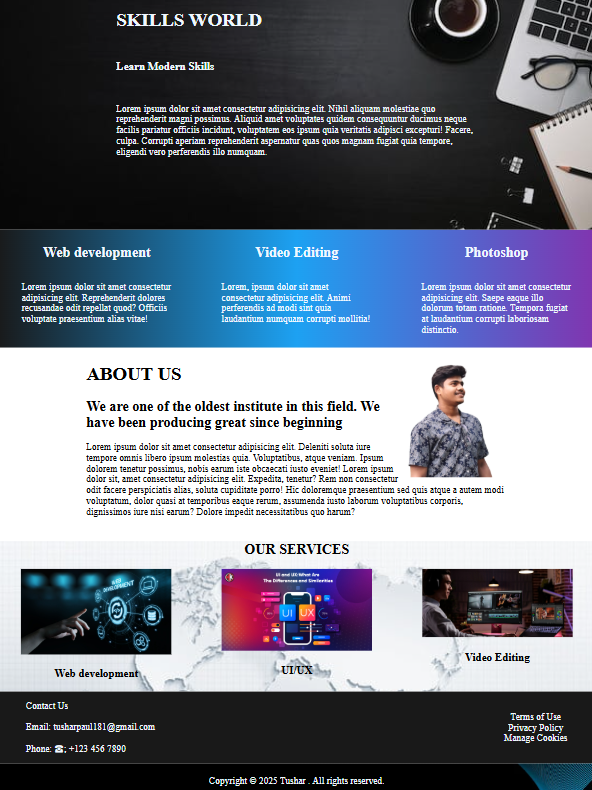 SKILLS WORLD
Learn Modern Skills
Lorem ipsum dolor sit amet consectetur adipisicing elit. Nihil aliquam molestiae quo
reprehenderit magni possimus. Aliquid amet voluptates quidem consequuntur ducimus neque
facilis pariatur officiis incidunt, voluptatem eos ipsum quia veritatis adipisci excepturi! Facere,
culpa. Corrupti aperiam reprehenderit aspernatur quas quos magnam fugiat quia tempore,
eligendi vero perferendis illo numquam.
Web development
Lorem ipsum dolor sit amet consectetur
adipisicing elit. Reprehenderit dolores
recusandae odit repellat quod? Officiis
voluptate praesentium alias vitae!
Video Editing
Lorem, ipsum dolor sit amet
consectetur adipisicing elit. Animi
perferendis ad modi sint quia
laudantium numquam corrupti mollitia!
Photoshop
Lorem ipsum dolor sit amet consectetur
adipisicing elit. Saepe eaque illo
dolorum totam ratione. Tempora fugiat
at laudantium corrupti laboriosam
distinctio.
ABOUT US
We are one of the oldest institute in this field. We
have been producing great since beginning
Lorem ipsum dolor sit amet consectetur adipisicing elit. Deleniti soluta iure
tempore omnis libero ipsum molestias quia. Voluptatibus, atque veniam. Ipsum
dolorem tenetur possimus, nobis earum iste obcaecati iusto eveniet! Lorem ipsum
dolor sit, amet consectetur adipisicing elit. Expedita, tenetur? Rem non consectetur
odit facere perspiciatis alias, soluta cupiditate porro! Hic doloremque praesentium sed quis atque a autem modi
voluptatum, dolor quasi at temporibus eaque rerum, assumenda iusto laborum voluptatibus corporis,
dignissimos iure nisi earum? Dolore impedit necessitatibus quo harum?
OUR SERVICES
WEB
DEVELOPMENT
UI and UX:What Are
The Differences and Similarities
UI UX
Web development
UI/UX
Video Editing
Contact Us
Email: tusharpaul181@gmail.com
Phone: ☎; +123 456 7890
Terms of Use
Privacy Policy
Manage Cookies
Copyright © 2025 Tushar . All rights reserved.